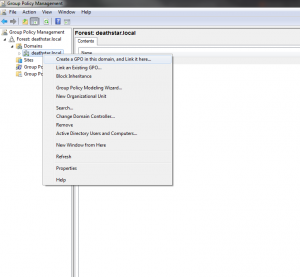 Group Policy Management
File Action View Window Help
Group Policy Management
Forest: deathstar.local
Domains
deathstar.local
Sites
Group Polic
Group Polic
Forest: deathstar.local
Contents
Name
Create a GPO in this domain, and Link it here...
Link an Existing GPO...
Block Inheritance
Group Policy Modeling Wizard...
New Organizational Unit
Search...
Change Domain Controller...
Remove
Active Directory Users and Computers...
New Window from Here
Refresh
Properties
Help